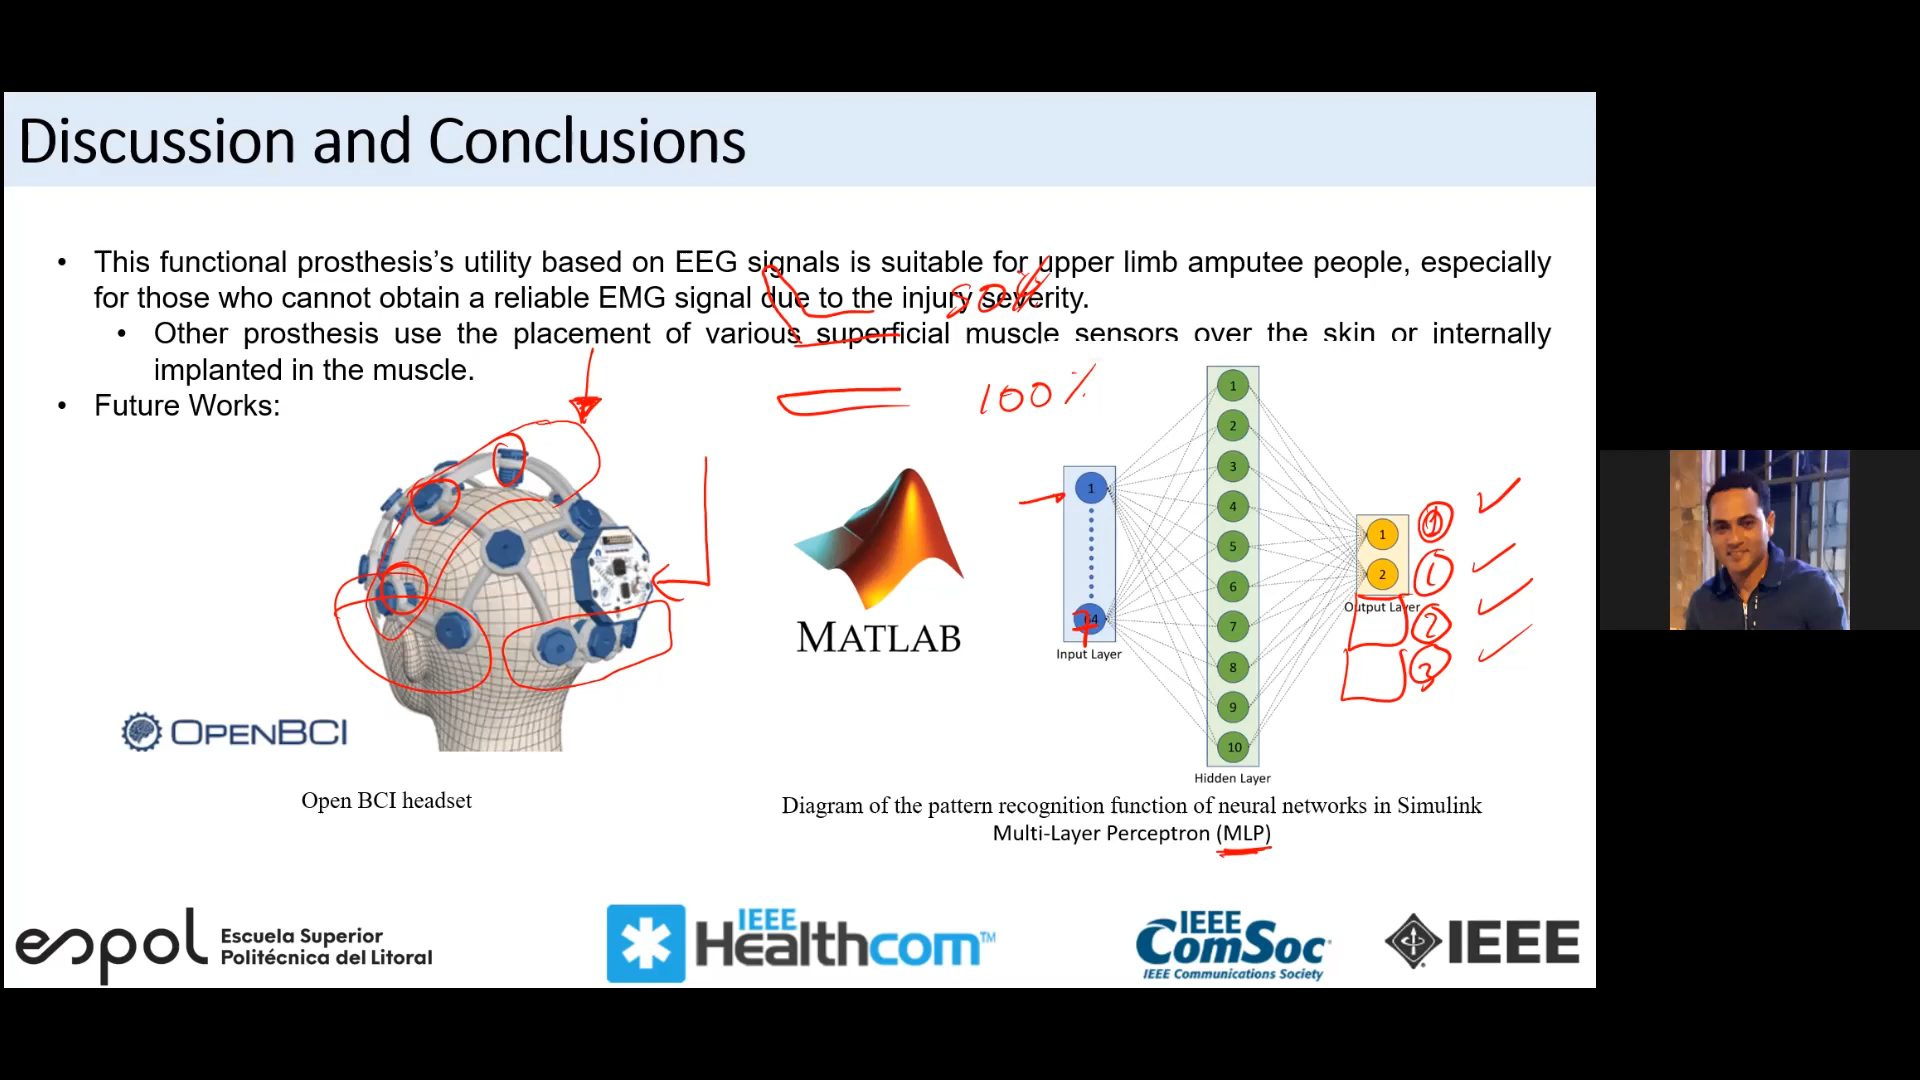 Discussion and Conclusions
• This functional prosthesis's utility based on EEG signals is suitable for upper limb amputee people, especially
for those who cannot obtain a reliable EMG signal due to the injury severity.
• Other prosthesis use the placement of various superficial muscle sensors over the skin or internally
implanted in the muscle.
• Future Works:
50%
100%
OPENBCI
Open BCI headset
MATLAB
1
7
Input Layer
1
2
3
4
5
6
7
8
9
10
Hidden Layer
1
2
Output Layer
1
2
3
Diagram of the pattern recognition function of neural networks in Simulink
Multi-Layer Perceptron (MLP)
espol Escuela Superior
Politécnica del Litoral
IEEE
Healthcom™
IEEE
ComSoc
IEEE Communications Society
IEEE